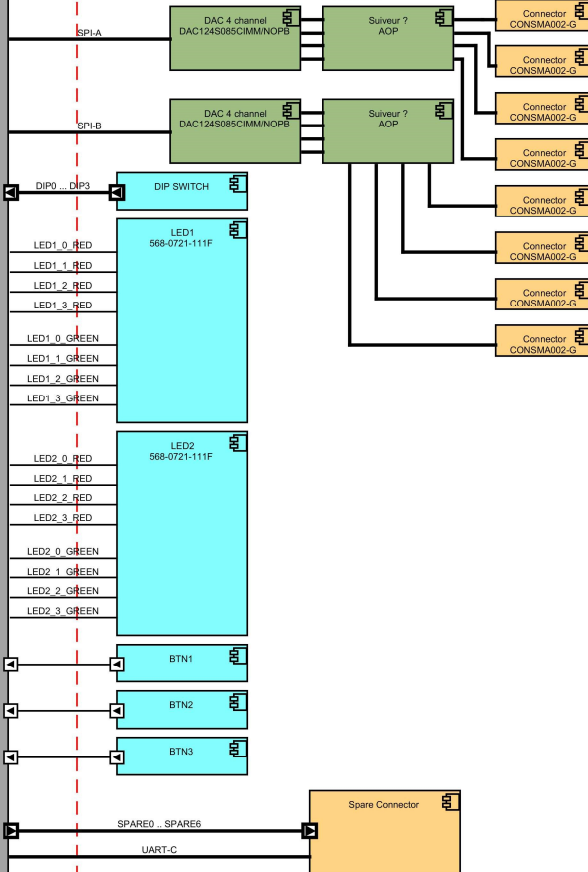 SPI-A
DAC 4 channel
DAC124S085CIMM/NOPB
Suiveur ?
AOP
Connector
CONSMA002-G
Connector
CONSMA002-G
Connector
CONSMA002-G
Connector
CONSMA002-G
SPI-B
DAC 4 channel
DAC124S085CIMM/NOPB
Suiveur ?
AOP
Connector
CONSMA002-G
Connector
CONSMA002-G
Connector
CONSMA002-G
Connector
CONSMA002-G
DIP0 ... DIP3
DIP SWITCH
LED1
568-0721-111F
LED1_0_RED
LED1_1_RED
LED1_2_RED
LED1_3_RED
LED1_0_GREEN
LED1_1_GREEN
LED1_2_GREEN
LED1_3_GREEN
LED2
568-0721-111F
LED2_0_RED
LED2_1_RED
LED2_2_RED
LED2_3_RED
LED2_0_GREEN
LED2_1_GREEN
LED2_2_GREEN
LED2_3_GREEN
BTN1
BTN2
BTN3
Spare Connector
SPARE0 .. SPARE6
UART-C